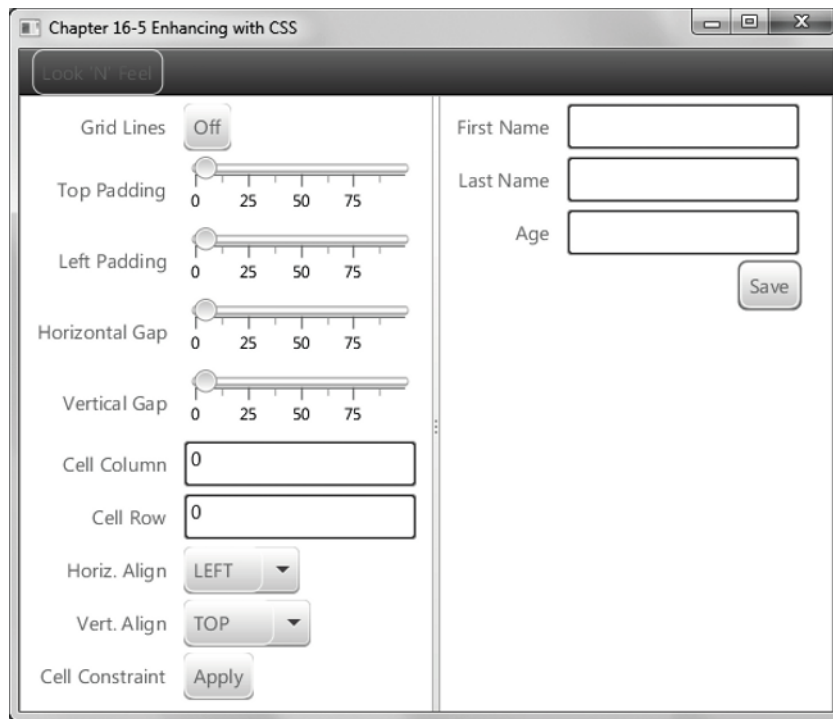 Chapter 16-5 Enhancing with CSS
Look 'N' Feel
Grid Lines Off
Top Padding
0 25 50 75
Left Padding
0 25 50 75
Horizontal Gap
0 25 50 75
Vertical Gap
0 25 50 75
Cell Column 0
Cell Row 0
Horiz. Align LEFT
Vert. Align TOP
Cell Constraint Apply
First Name
Last Name
Age
Save